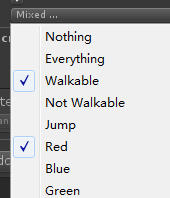 Mixed ...
Nothing
Everything
Walkable
Not Walkable
Jump
Red
Blue
Green